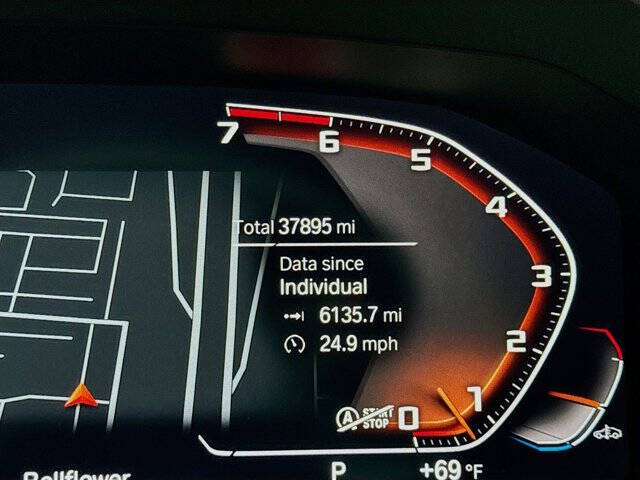 7
6
5
4
Total 37895 mi
Data since
Individual
3
6135.7 mi
24.9 mph
2
1
A START STOP
0
Bellflower
P
+69 °F